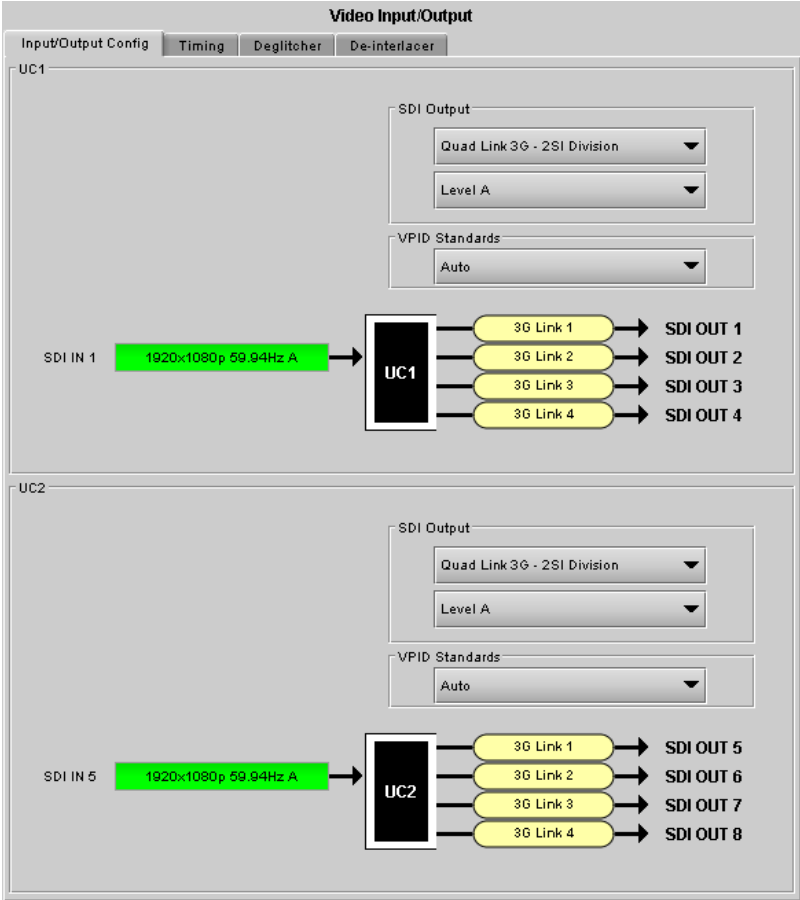 Video Input/Output
Input/Output Config Timing Deglitcher De-interlacer
UC1
SDI Output
Quad Link 3G - 2SI Division
Level A
VPID Standards
Auto
SDI IN 1 1920x1080p 59.94Hz A UC1
3G Link 1 SDI OUT 1
3G Link 2 SDI OUT 2
3G Link 3 SDI OUT 3
3G Link 4 SDI OUT 4
UC2
SDI Output
Quad Link 3G - 2SI Division
Level A
VPID Standards
Auto
SDI IN 5 1920x1080p 59.94Hz A UC2
3G Link 1 SDI OUT 5
3G Link 2 SDI OUT 6
3G Link 3 SDI OUT 7
3G Link 4 SDI OUT 8